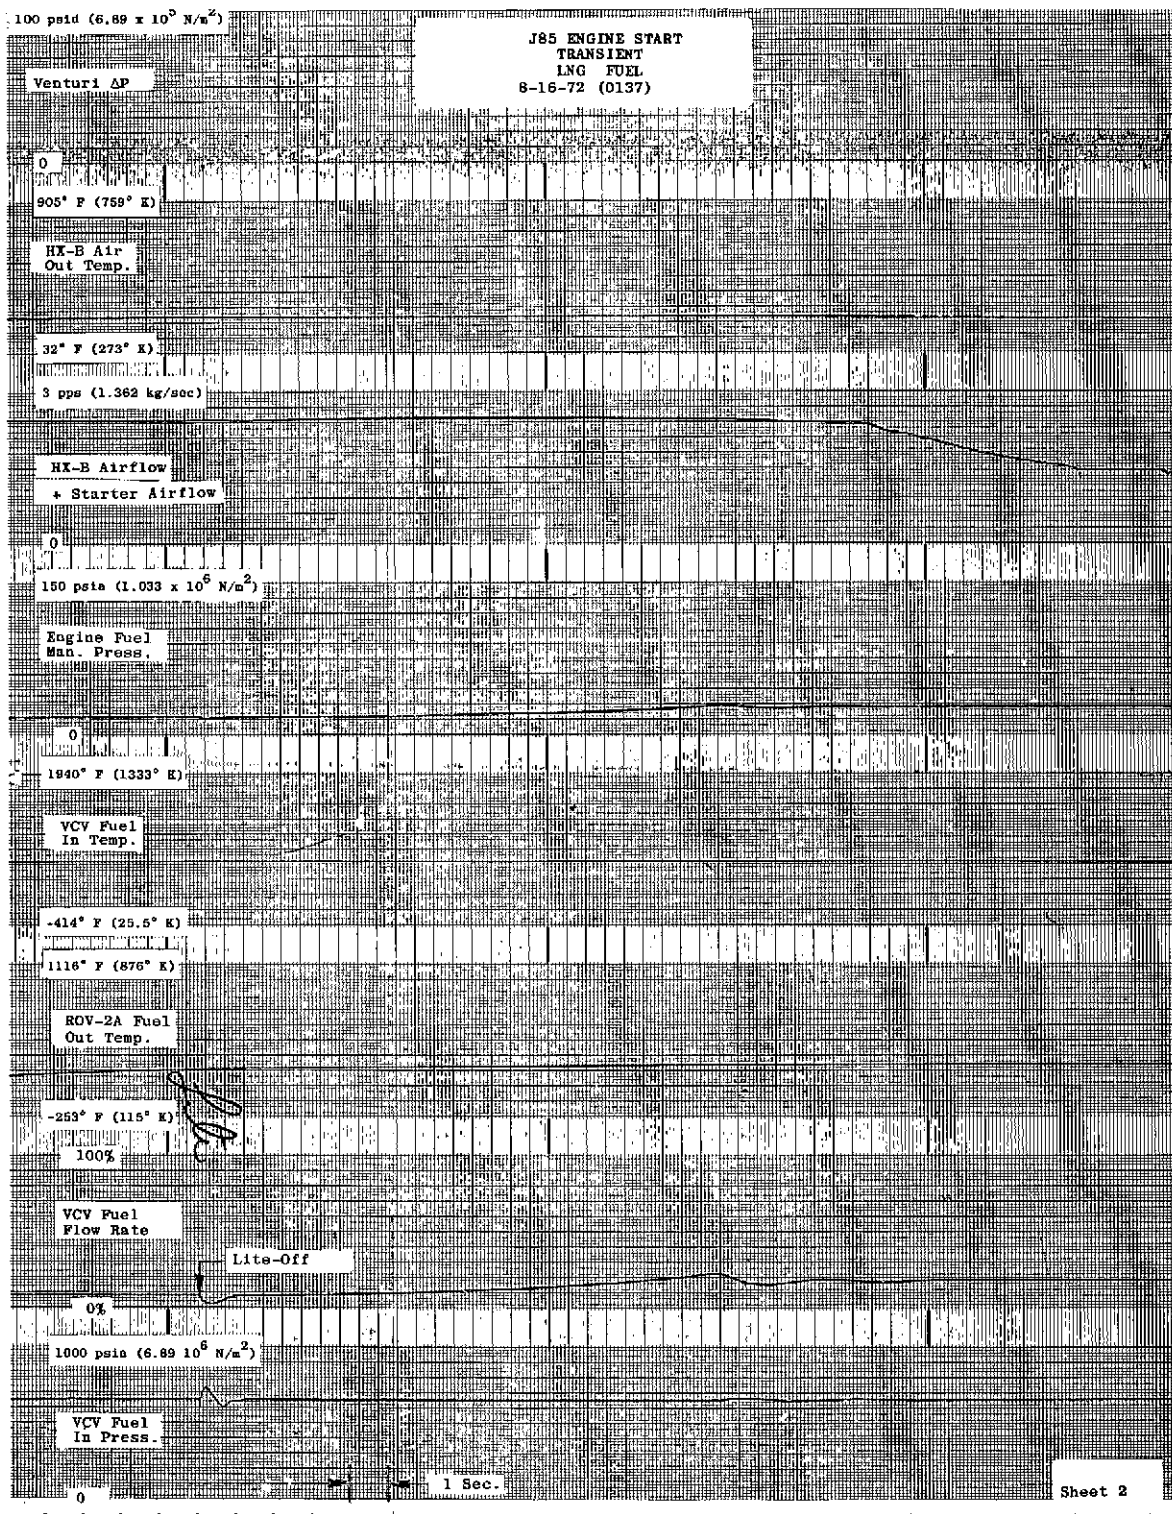 100 psid (6.89 x 10⁵ N/m²)
J85 ENGINE START
TRANSIENT
LNG FUEL
8-16-72 (0137)
Venturi ΔP
0
905° F (759° K)
HX-B Air
Out Temp.
32° F (273° K)
3 pps (1.362 kg/sec)
HX-B Airflow
+ Starter Airflow
0
150 psia (1.033 x 10⁶ N/m²)
Engine Fuel
Man. Press.
0
1940° F (1333° K)
VCV Fuel
In Temp.
-414° F (25.5° K)
1116° F (876° K)
ROV-2A Fuel
Out Temp.
-253° F (115° K)
100%
VCV Fuel
Flow Rate
Lite-Off
0%
1000 psia (6.89 10⁶ N/m²)
VCV Fuel
In Press.
1 Sec.
0
Sheet 2